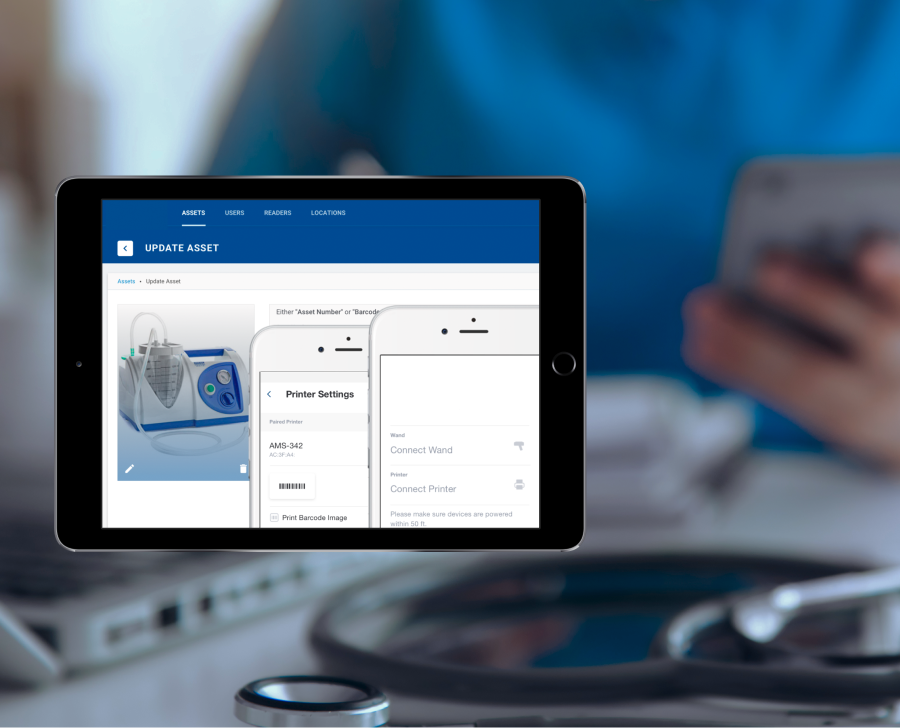 ASSETS USERS READERS LOCATIONS
UPDATE ASSET
Assets • Update Asset
Either "Asset Number" or "Barcode
Printer Settings
Paired Printer
AMS-342
AC:3F:A4:
Print Barcode Image
Wand
Connect Wand
Printer
Connect Printer
Please make sure devices are powered
within 50 ft.